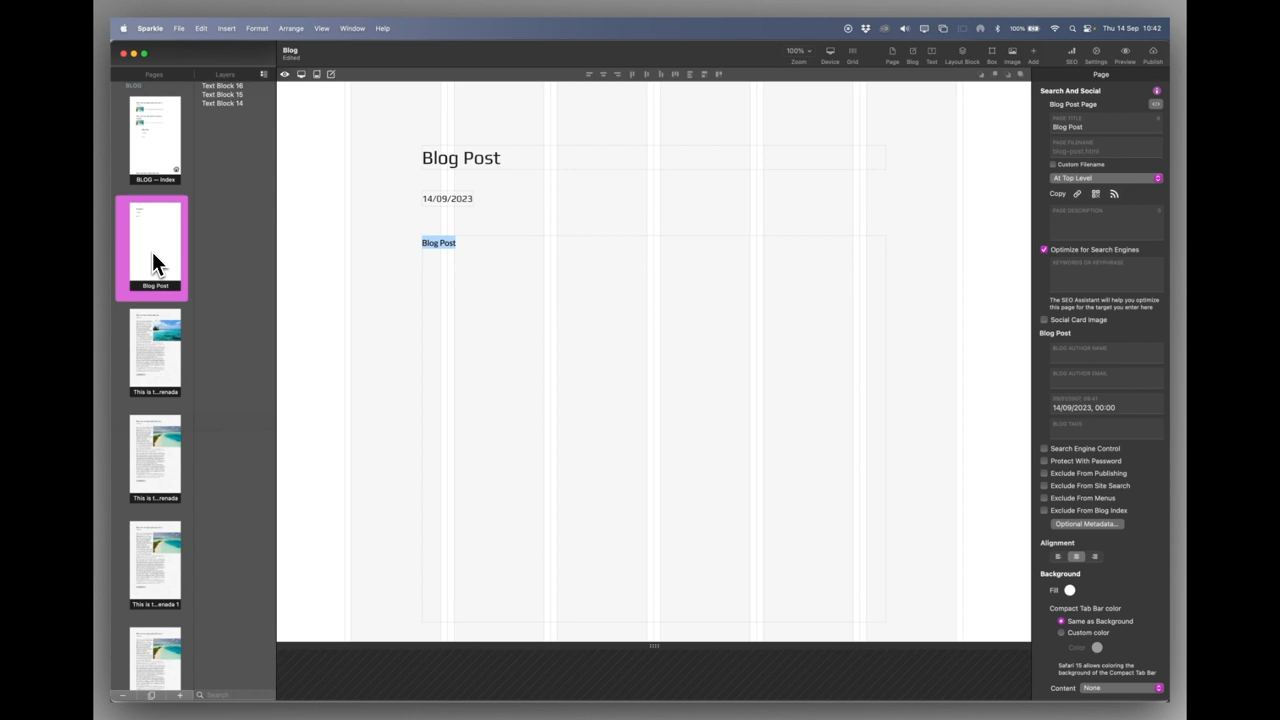 Sparkle File Edit Insert Format Arrange View Window Help
100% Thu 14 Sep 10:42
Blog
Edited
100%
Zoom Device Grid Page Blog Text Layout Block Box Image Add SEO Settings Preview Publish
Pages Layers
Page
BLOG
BLOG — Index
Blog Post
This is t...renada
This is t...renada
This is t...enada 1
Search
Text Block 16
Text Block 15
Text Block 14
Blog Post
14/09/2023
Blog Post
Search And Social
Blog Post Page
PAGE TITLE
Blog Post
PAGE FILENAME
blog-post.html
Custom Filename
At Top Level
Copy
PAGE DESCRIPTION
Optimize for Search Engines
KEYWORDS OR KEYPHRASE
The SEO Assistant will help you optimize
this page for the target you enter here
Social Card Image
Blog Post
BLOG AUTHOR NAME
BLOG AUTHOR EMAIL
14/09/2023, 00:00
BLOG TAGS
Search Engine Control
Protect With Password
Exclude From Publishing
Exclude From Site Search
Exclude From Menus
Exclude From Blog Index
Optional Metadata...
Alignment
Background
Fill
Compact Tab Bar color
Same as Background
Custom color
Color
Safari 15 allows coloring the
background of the Compact Tab Bar
Content None